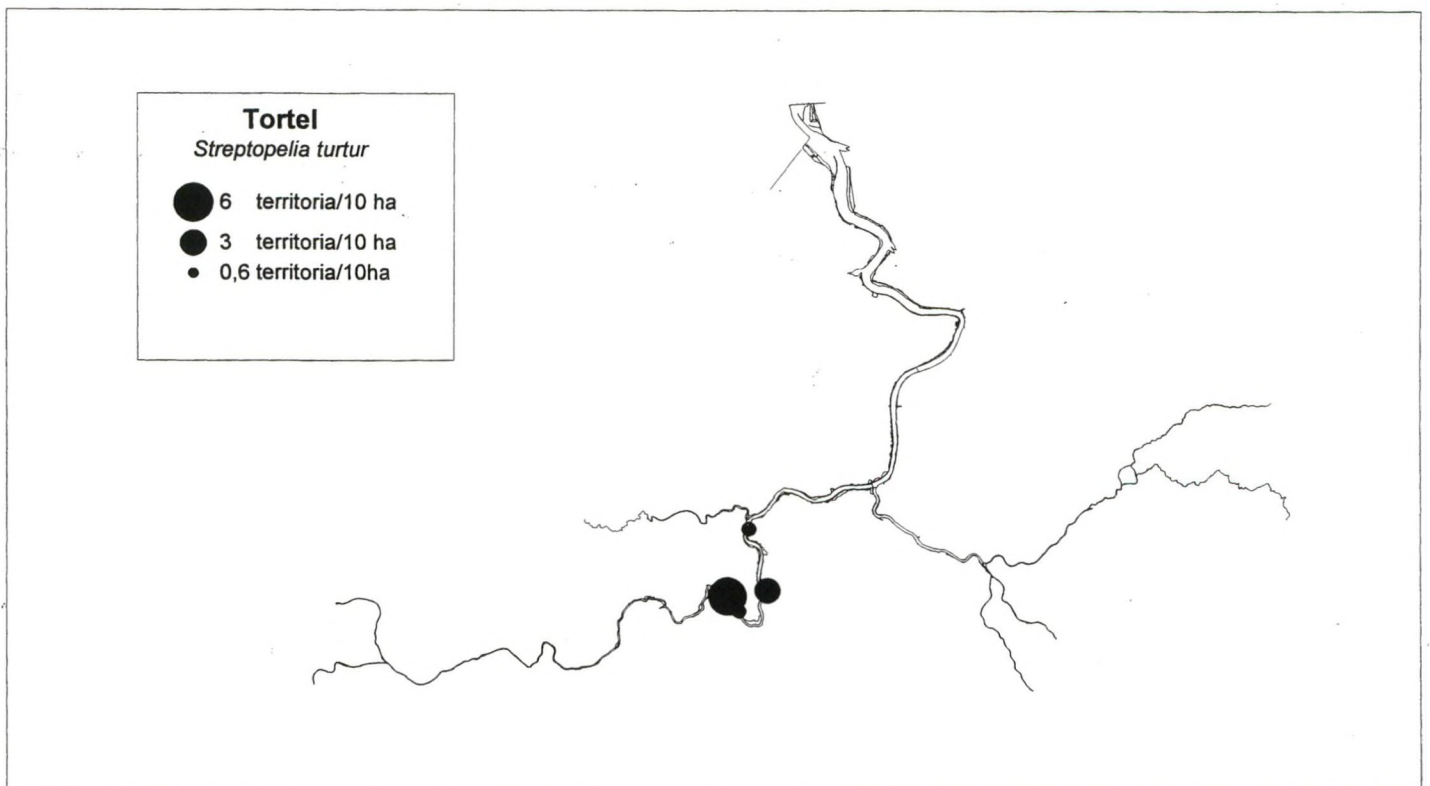 Tortel
Streptopelia turtur
6 territoria/10 ha
3 territoria/10 ha
0,6 territoria/10ha